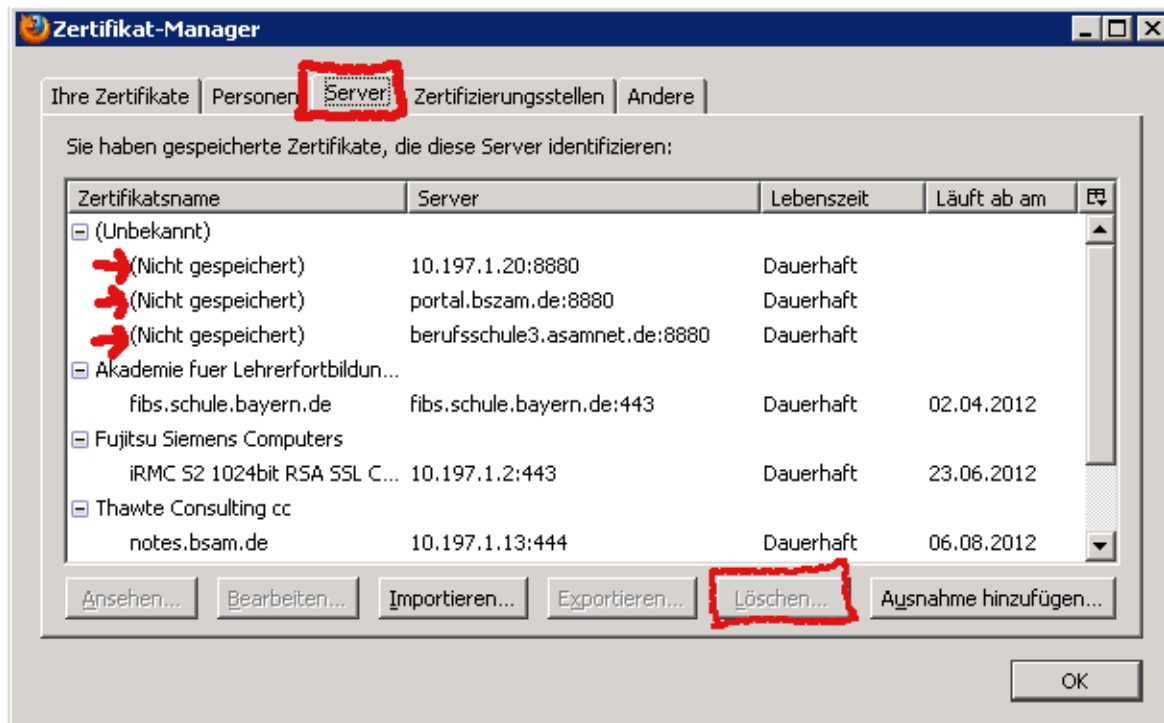 Zertifikat-Manager
Ihre Zertifikate Personen Server Zertifizierungsstellen Andere
Sie haben gespeicherte Zertifikate, die diese Server identifizieren:
Zertifikatsname Server Lebenszeit Läuft ab am
(Unbekannt)
(Nicht gespeichert) 10.197.1.20:8880 Dauerhaft
(Nicht gespeichert) portal.bszam.de:8880 Dauerhaft
(Nicht gespeichert) berufsschule3.asamnet.de:8880 Dauerhaft
Akademie fuer Lehrerfortbildun...
fibs.schule.bayern.de fibs.schule.bayern.de:443 Dauerhaft 02.04.2012
Fujitsu Siemens Computers
iRMC S2 1024bit RSA SSL C... 10.197.1.2:443 Dauerhaft 23.06.2012
Thawte Consulting cc
notes.bsam.de 10.197.1.13:444 Dauerhaft 06.08.2012
Ansehen... Bearbeiten... Importieren... Exportieren... Löschen... Ausnahme hinzufügen...
OK